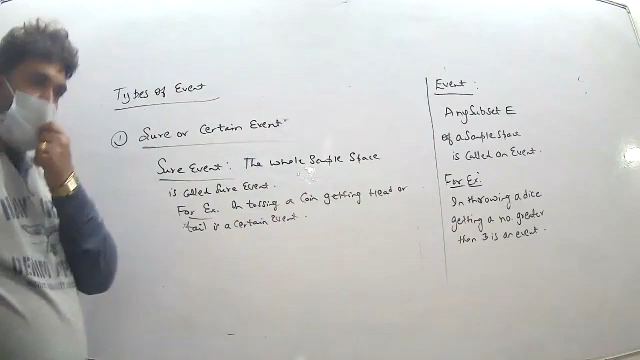 Types of Event
① Sure or Certain Event
Sure Event: The whole Sample Space
is called Sure Event.
For Ex. On tossing a Coin getting Head or
tail is a Certain Event.
Event:
Any Subset E
of a Sample Space
is called an Event.
For Ex:
In throwing a dice
getting a no. greater
then 3 is an event.